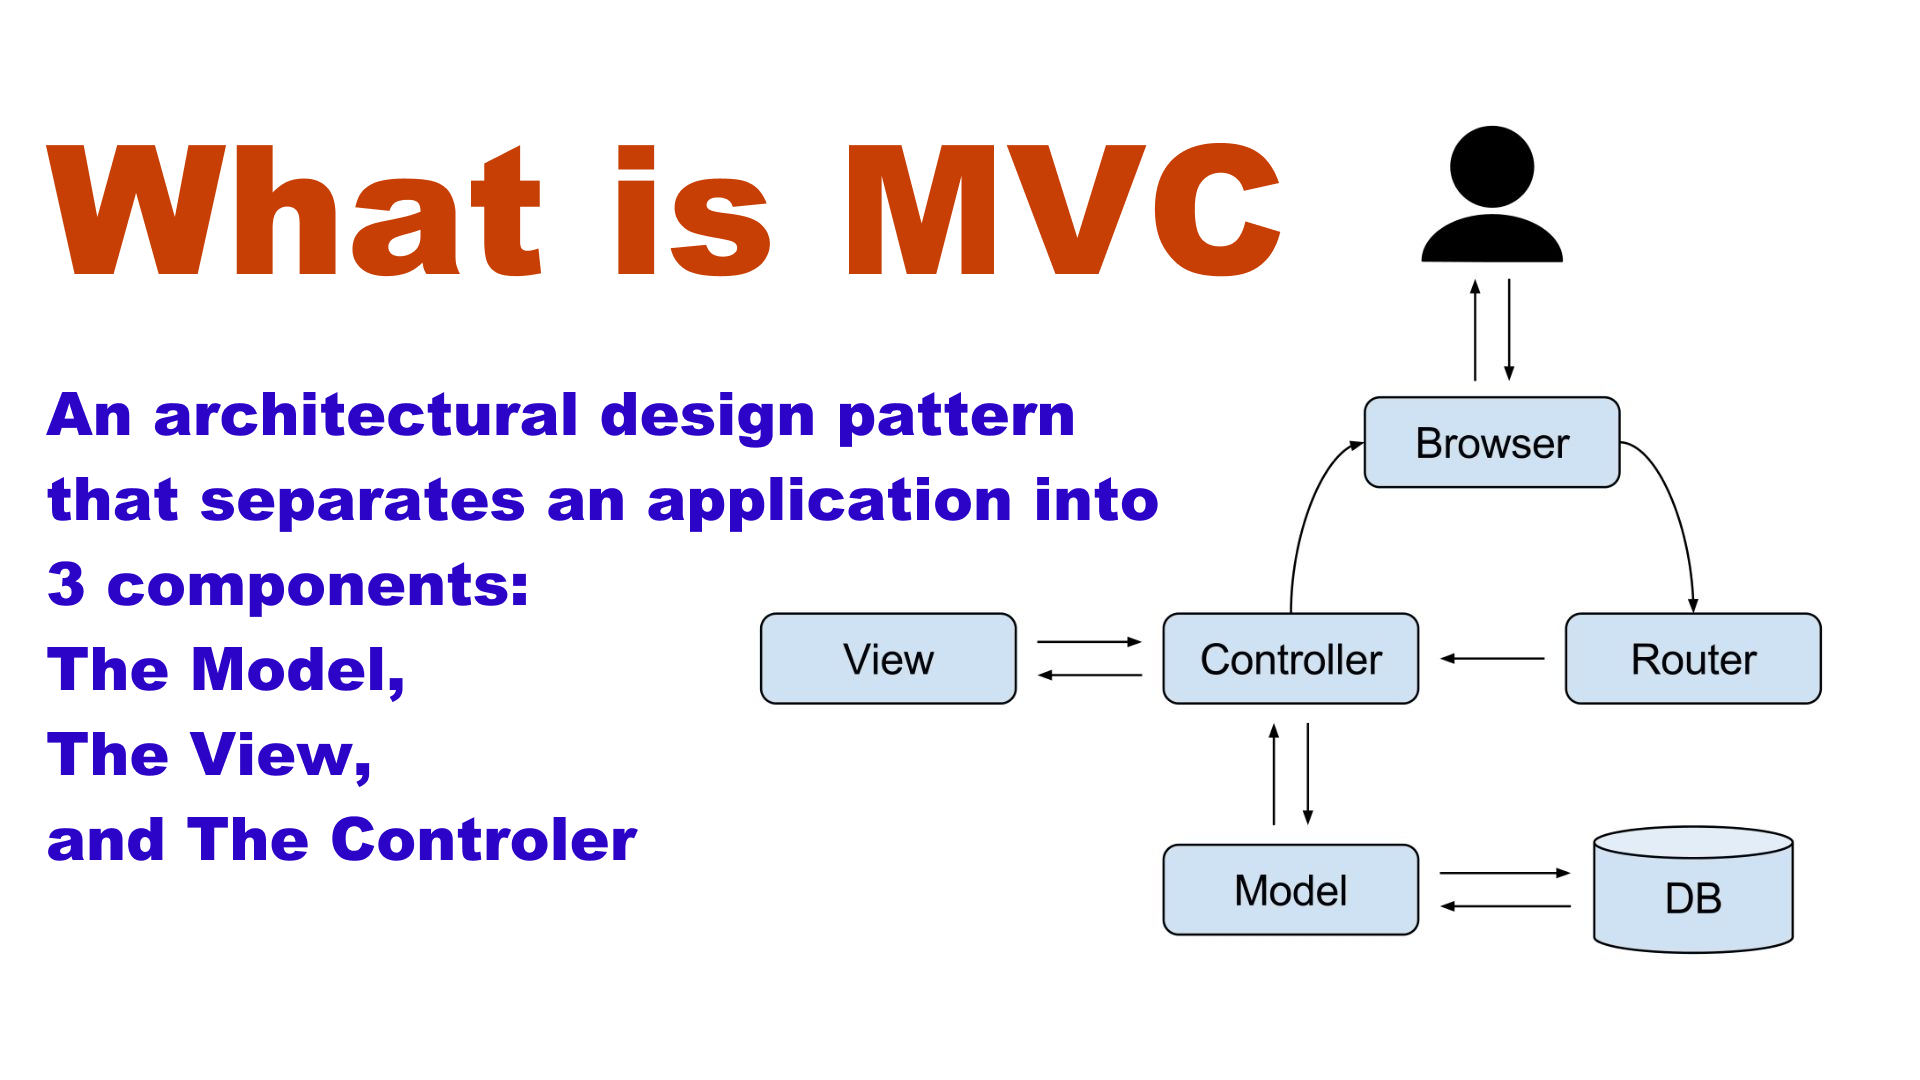 What is MVC
An architectural design pattern
that separates an application into
3 components:
The Model,
The View,
and The Controler
Browser
View
Controller
Router
Model
DB